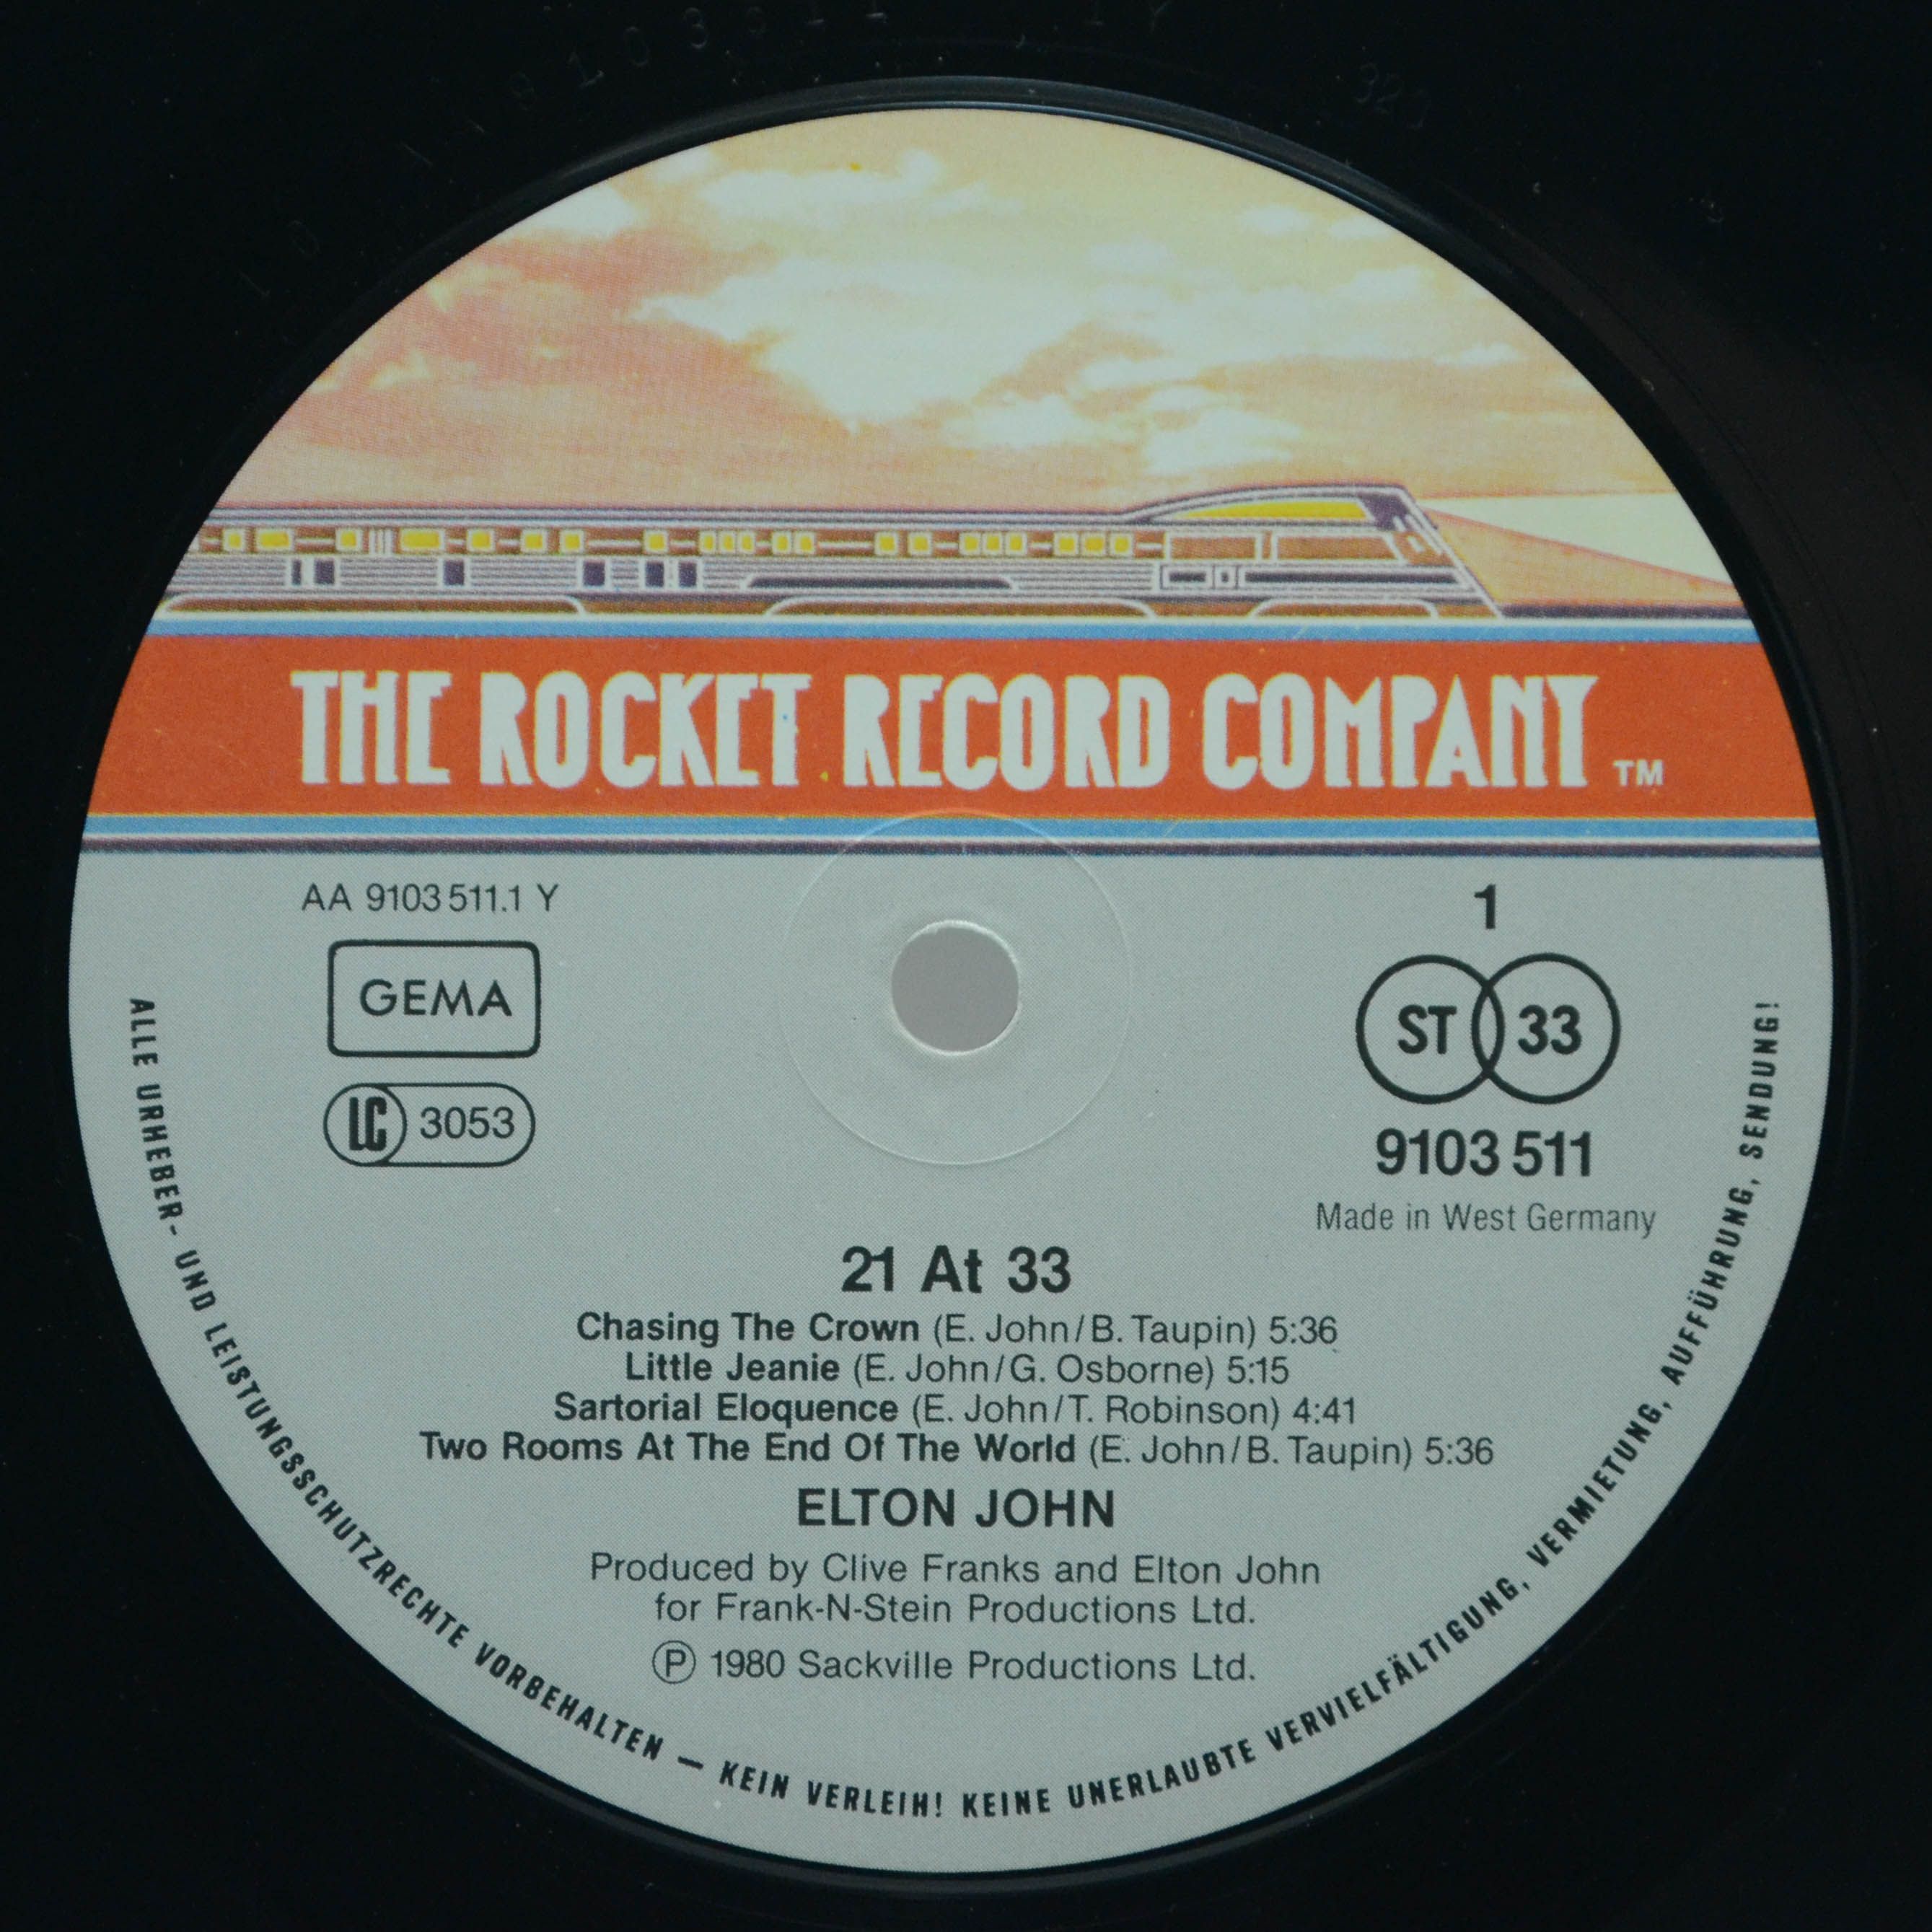 THE ROCKET RECORD COMPANY TM
AA 9103 511.1 Y
GEMA
LC 3053
1
ST 33
9103 511
Made in West Germany
21 At 33
Chasing The Crown (E. John/B. Taupin) 5:36
Little Jeanie (E. John/G. Osborne) 5:15
Sartorial Eloquence (E. John/T. Robinson) 4:41
Two Rooms At The End Of The World (E. John/B. Taupin) 5:36
ELTON JOHN
Produced by Clive Franks and Elton John
for Frank-N-Stein Productions Ltd.
Ⓟ 1980 Sackville Productions Ltd.
ALLE URHEBER- UND LEISTUNGSSCHUTZRECHTE VORBEHALTEN — KEIN VERLEIH! KEINE UNERLAUBTE VERVIELFÄLTIGUNG, VERMIETUNG, AUFFÜHRUNG, SENDUNG!